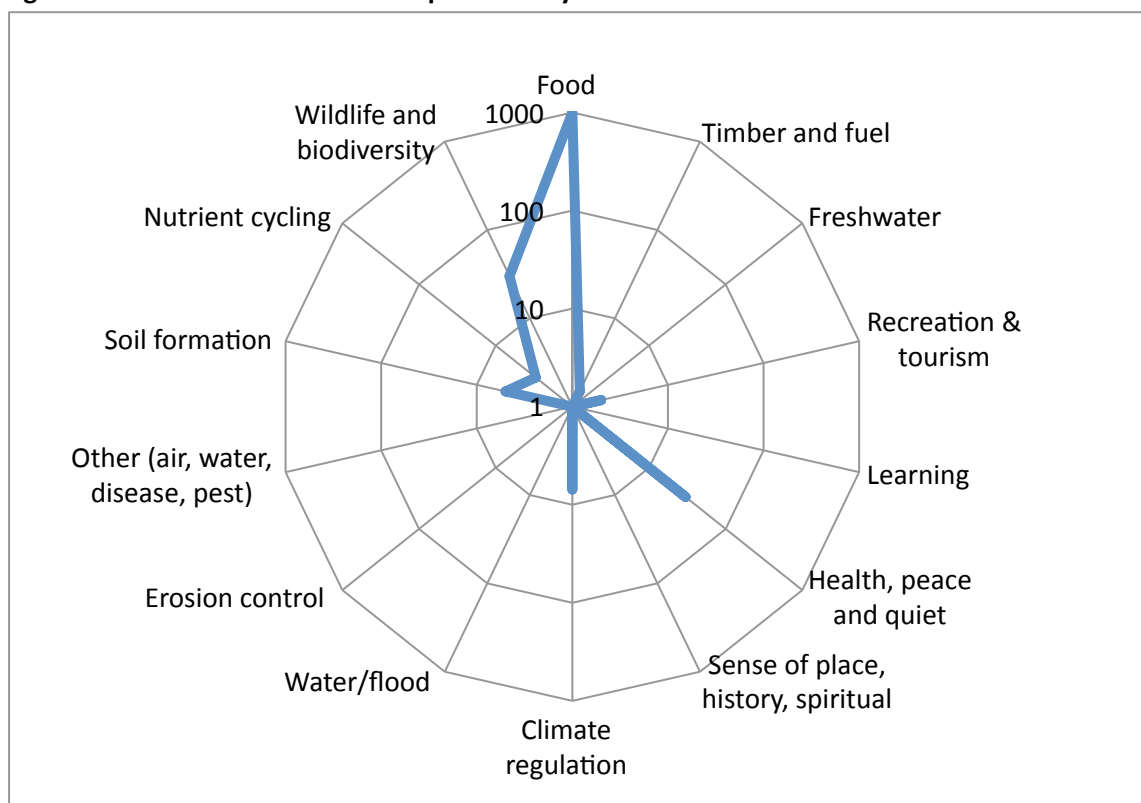 Food
Wildlife and
biodiversity
1000
Timber and fuel
100
Nutrient cycling
Freshwater
10
Recreation &
tourism
Soil formation
1
Other (air, water,
disease, pest)
Learning
Erosion control
Health, peace
and quiet
Water/flood
Sense of place,
history, spiritual
Climate
regulation